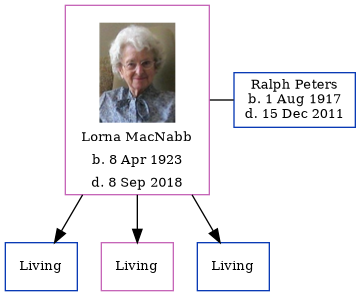 Lorna MacNabb
b. 8 Apr 1923
d. 8 Sep 2018
Ralph Peters
b. 1 Aug 1917
d. 15 Dec 2011
Living
Living
Living